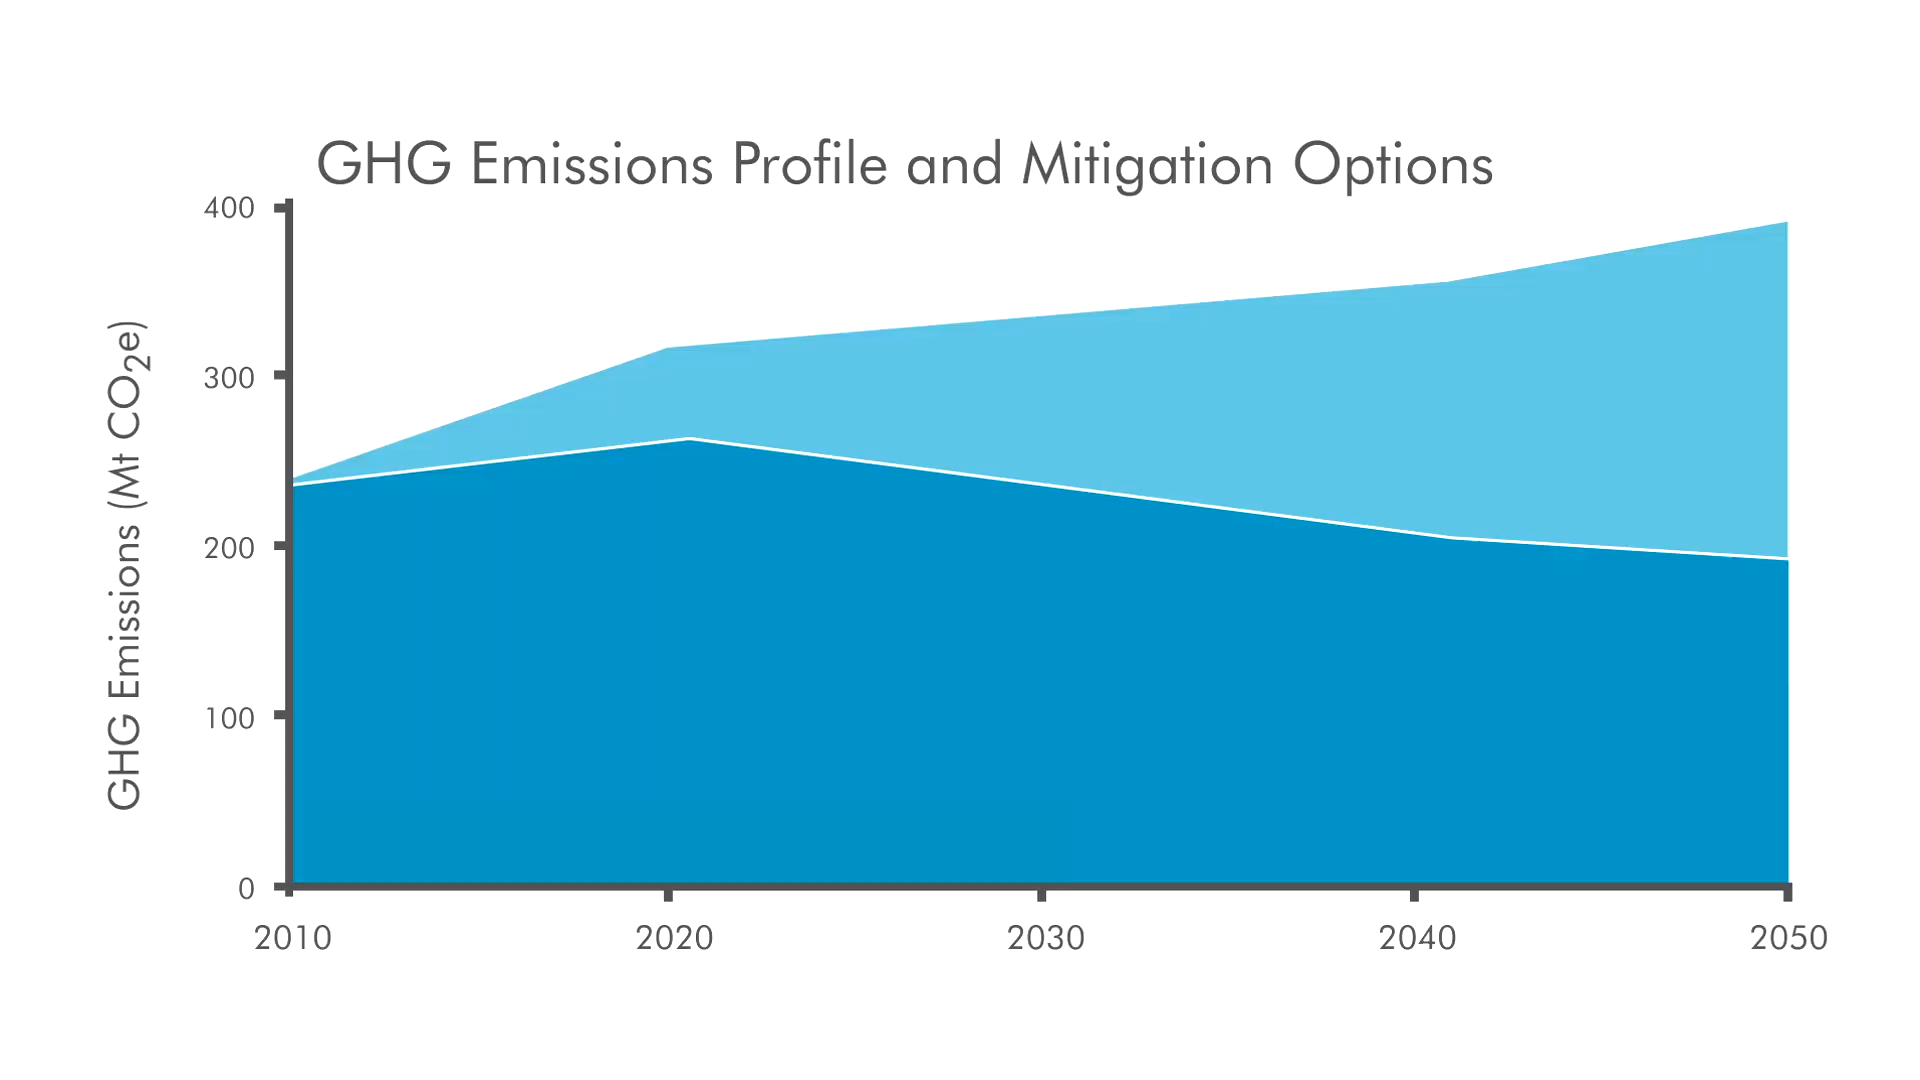 GHG Emissions Profile and Mitigation Options
GHG Emissions (Mt CO₂e)
400
300
200
100
0
2010 2020 2030 2040 2050